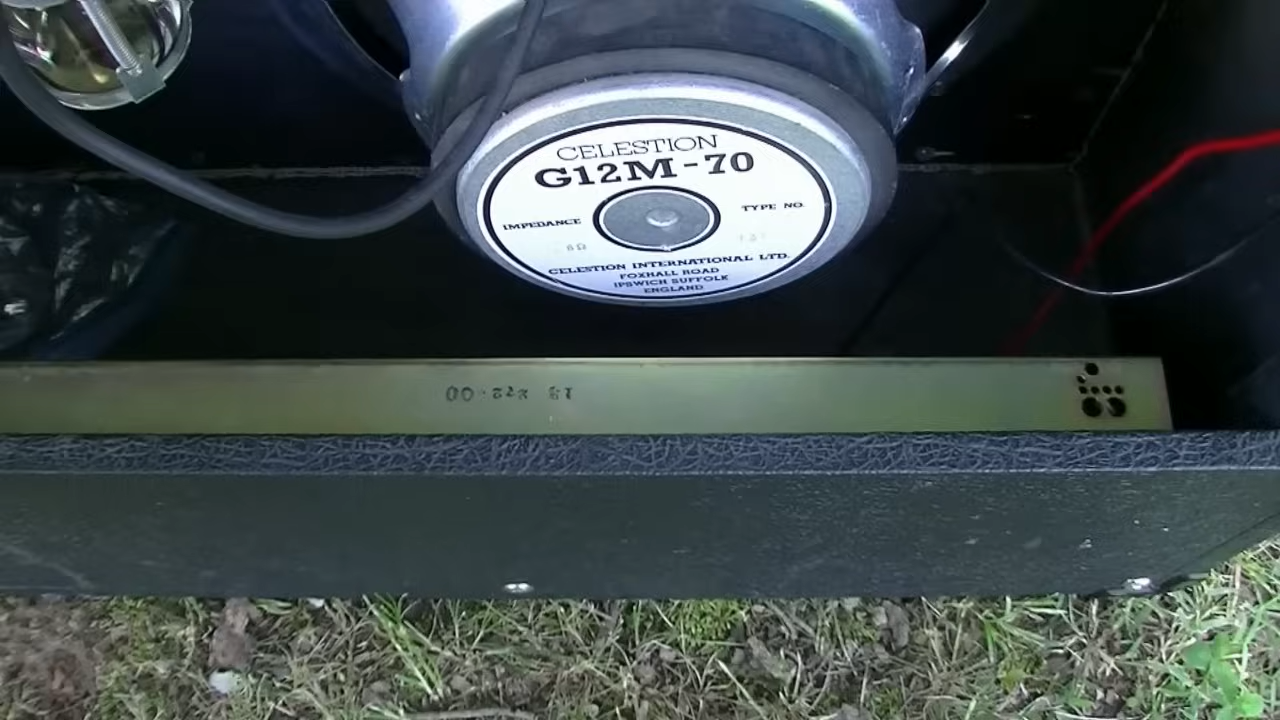 CELESTION
G12M-70
IMPEDANCE TYPE NO.
8Ω
CELESTION INTERNATIONAL LTD.
FOXHALL ROAD
IPSWICH SUFFOLK
ENGLAND